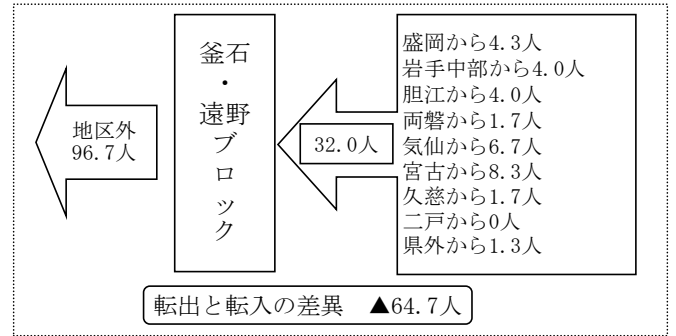 地区外
96.7人
釜石・遠野ブロック
32.0人
盛岡から4.3人
岩手中部から4.0人
胆江から4.0人
両磐から1.7人
気仙から6.7人
宮古から8.3人
久慈から1.7人
二戸から0人
県外から1.3人
転出と転入の差異　▲64.7人